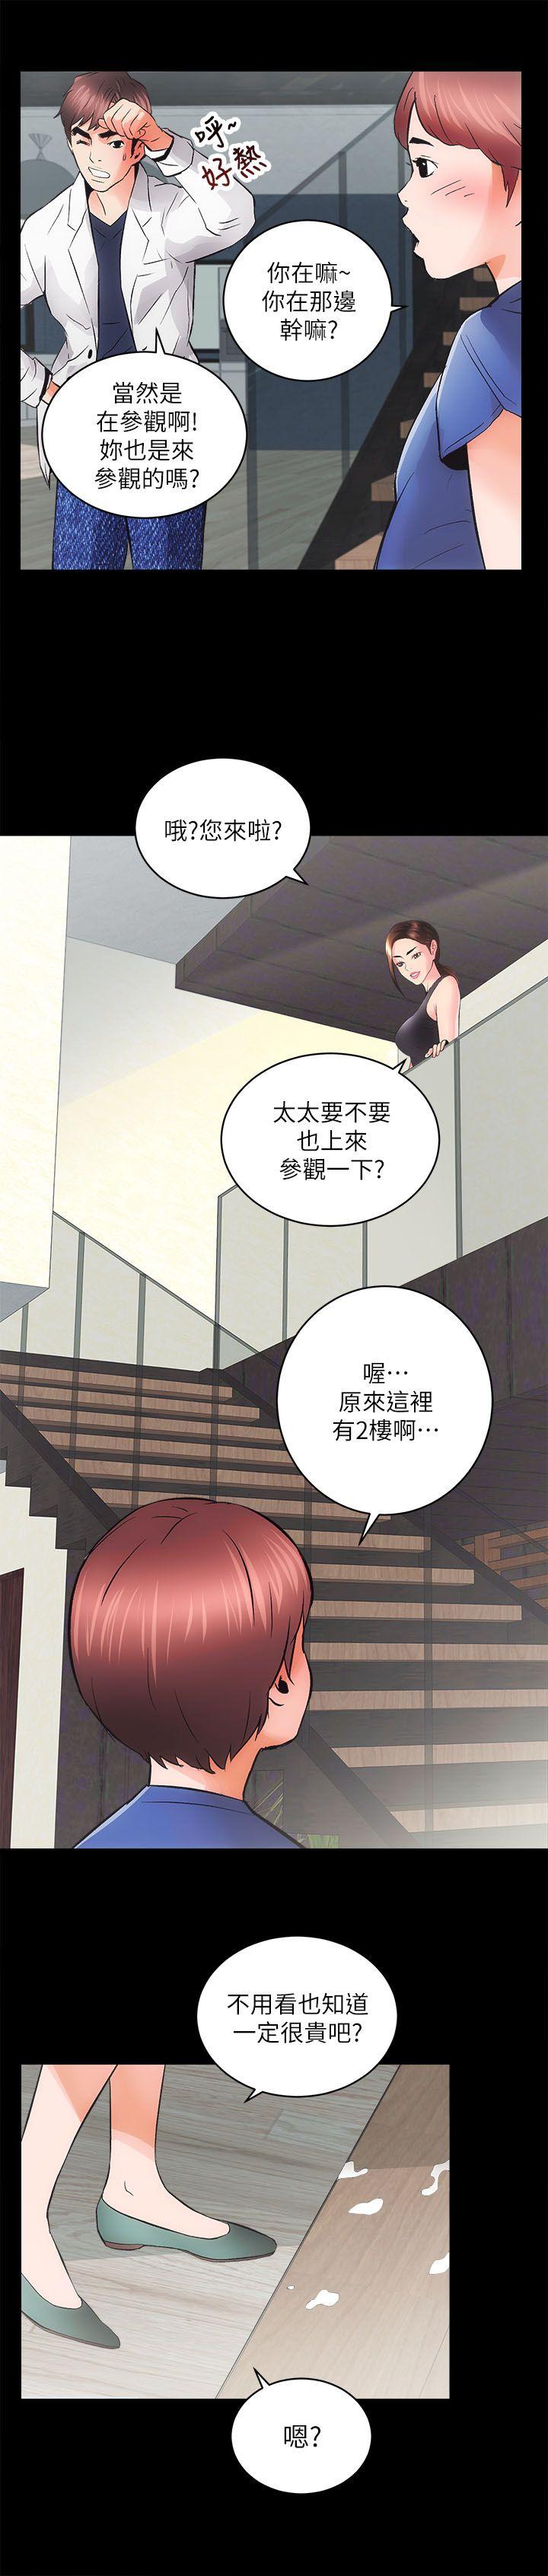 呼~
好熱
你在嘛~
你在那邊
幹嘛?
當然是
在參觀啊!
妳也是來
參觀的嗎?
哦?您來啦?
太太要不要
也上來
參觀一下?
喔…
原來這裡
有2樓啊…
不用看也知道
一定很貴吧?
嗯?